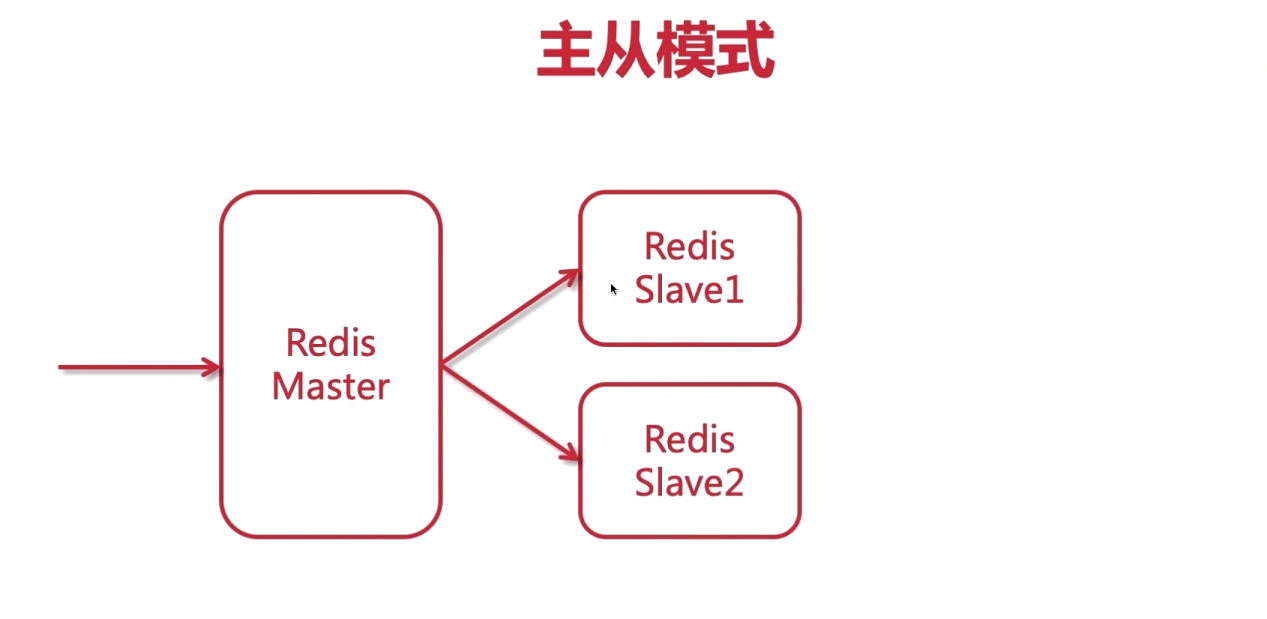 主从模式
Redis
Master
Redis
Slave1
Redis
Slave2